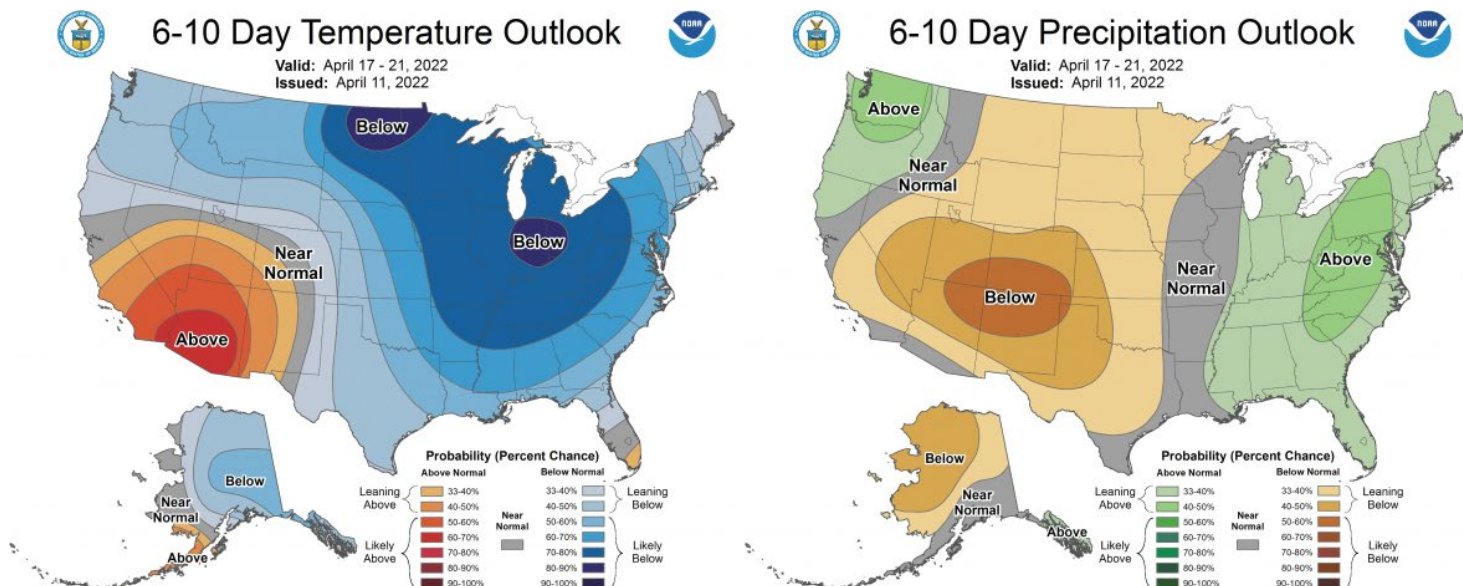 6-10 Day Temperature Outlook
Valid: April 17 - 21, 2022
Issued: April 11, 2022
NOAA
Below
Below
Near
Normal
Above
Below
Near
Normal
Above
Probability (Percent Chance)
Above Normal
Below Normal
Leaning
Above
33-40%
33-40%
Leaning
Below
40-50%
40-50%
Likely
Above
50-60%
Near
Normal
50-60%
Likely
Below
60-70%
60-70%
70-80%
70-80%
80-90%
80-90%
90-100%
90-100%
6-10 Day Precipitation Outlook
Valid: April 17 - 21, 2022
Issued: April 11, 2022
NOAA
Above
Near
Normal
Below
Near
Normal
Above
Below
Near
Normal
Above
Probability (Percent Chance)
Above Normal
Below Normal
Leaning
Above
33-40%
33-40%
Leaning
Below
40-50%
40-50%
Likely
Above
50-60%
Near
Normal
50-60%
Likely
Below
60-70%
60-70%
70-80%
70-80%
80-90%
80-90%
90-100%
90-100%